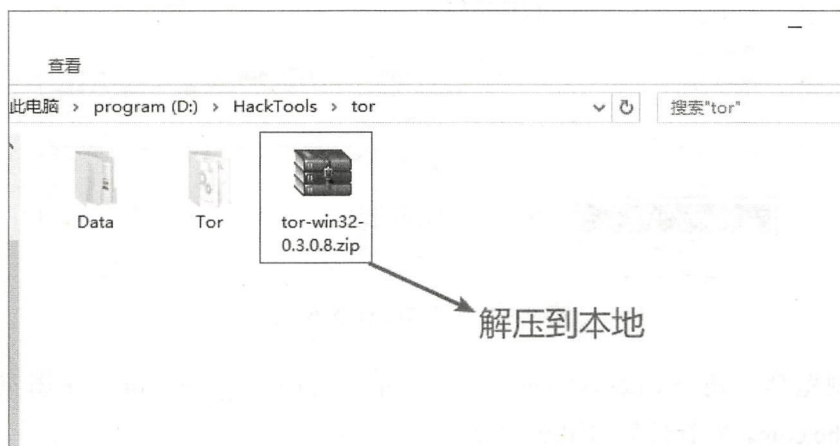 查看
此电脑 > program (D:) > HackTools > tor
搜索"tor"
Data
Tor
tor-win32-
0.3.0.8.zip
解压到本地